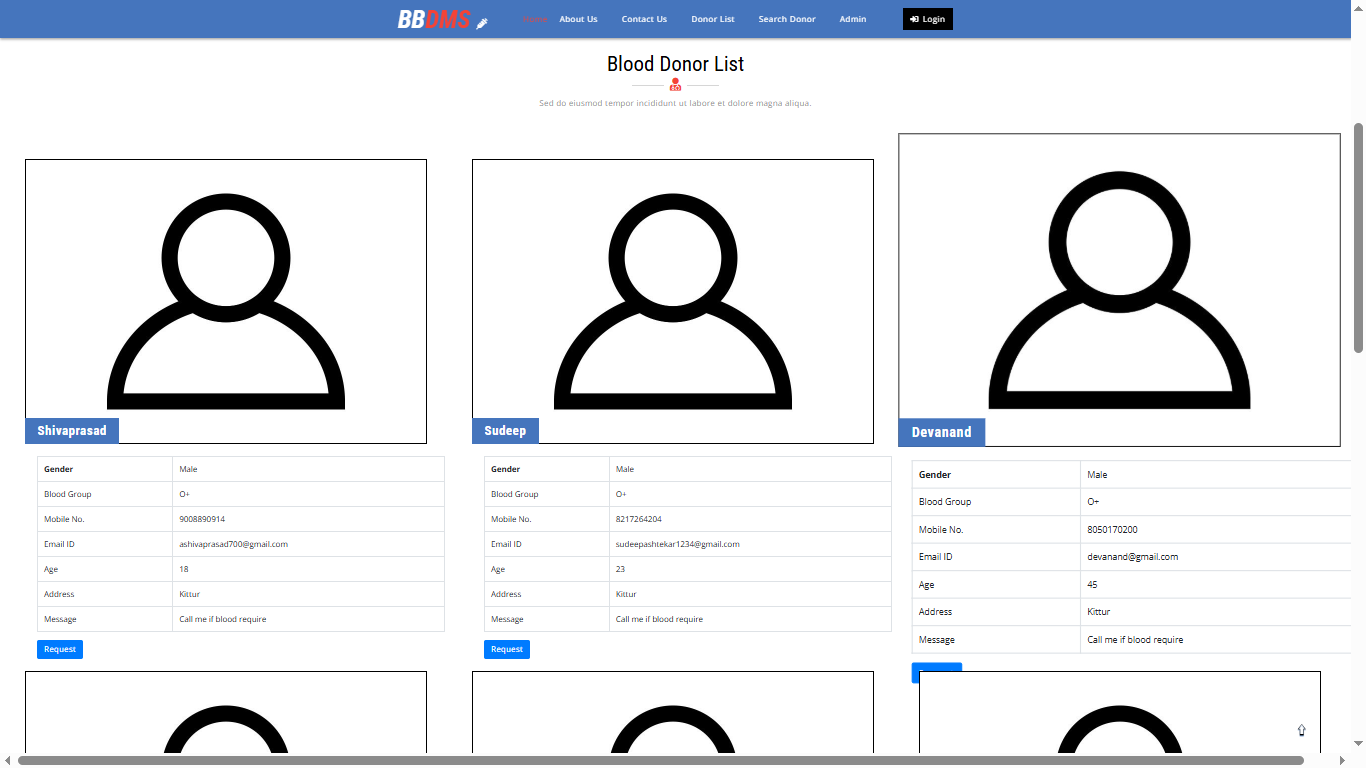 BBDMS
Home About Us Contact Us Donor List Search Donor Admin Login
Blood Donor List
Sed do eiusmod tempor incididunt ut labore et dolore magna aliqua.
Shivaprasad
Gender Male
Blood Group O+
Mobile No. 9008890914
Email ID ashivaprasad700@gmail.com
Age 18
Address Kittur
Message Call me if blood require
Request
Sudeep
Gender Male
Blood Group O+
Mobile No. 8217264204
Email ID sudeepashtekar1234@gmail.com
Age 23
Address Kittur
Message Call me if blood require
Request
Devanand
Gender Male
Blood Group O+
Mobile No. 8050170200
Email ID devanand@gmail.com
Age 45
Address Kittur
Message Call me if blood require